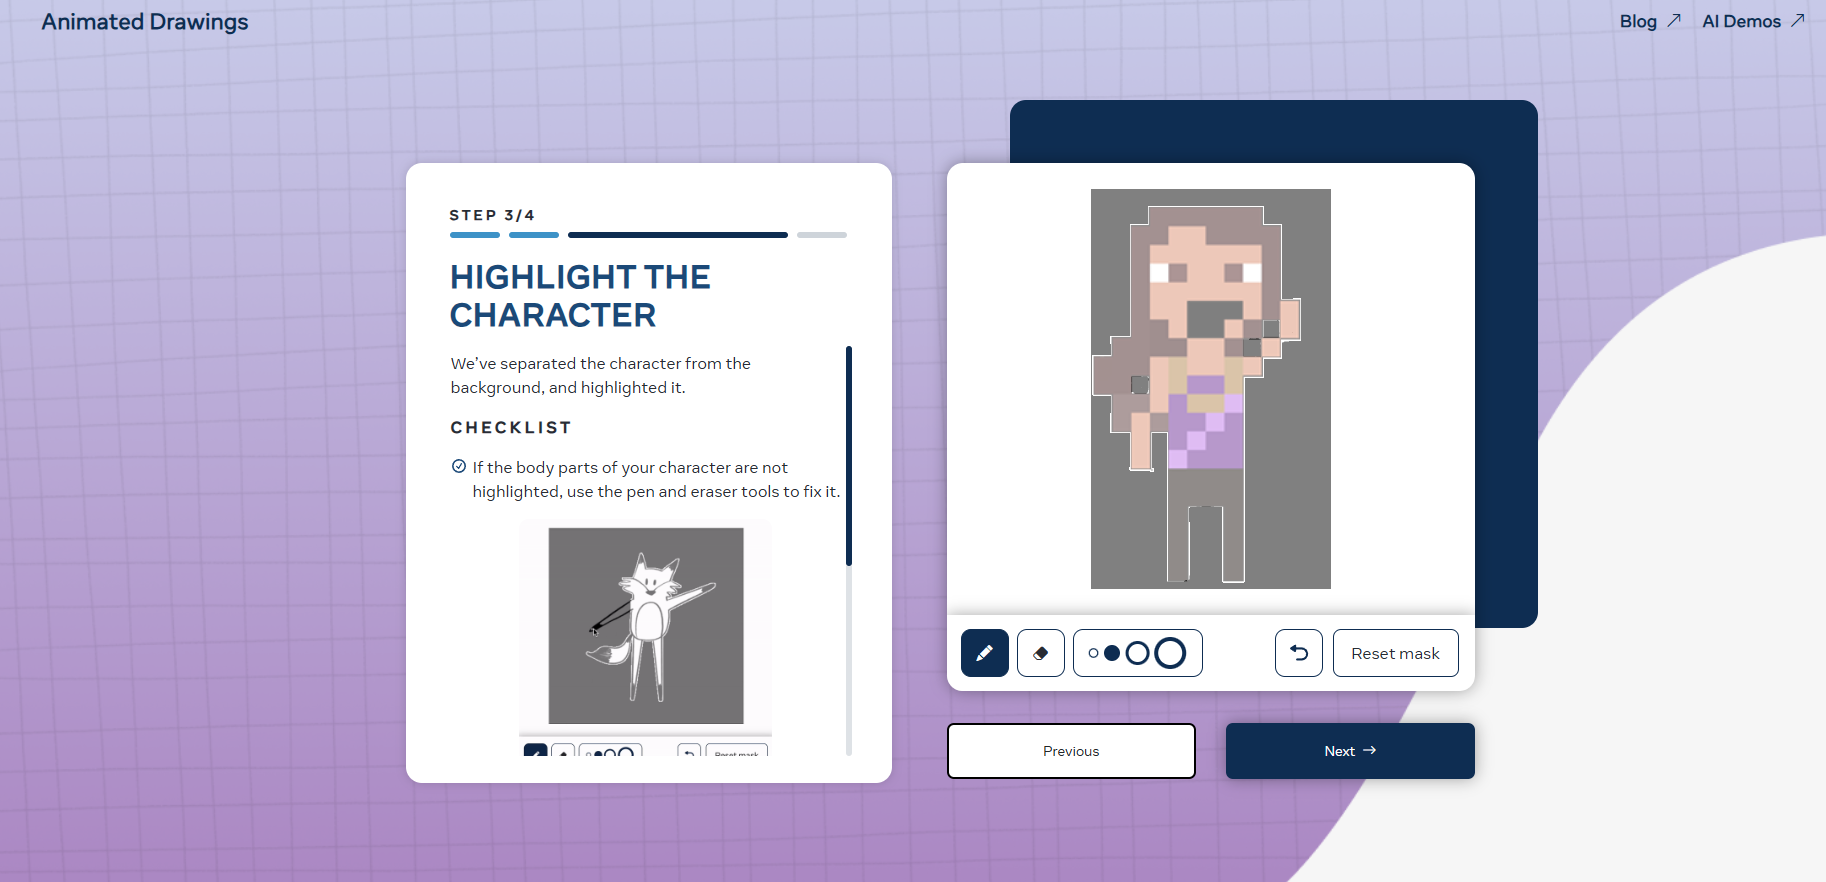 Animated Drawings
Blog
AI Demos
STEP 3/4
HIGHLIGHT THE
CHARACTER
We've separated the character from the
background, and highlighted it.
CHECKLIST
If the body parts of your character are not
highlighted, use the pen and eraser tools to fix it.
Reset mask
Reset mask
Previous
Next